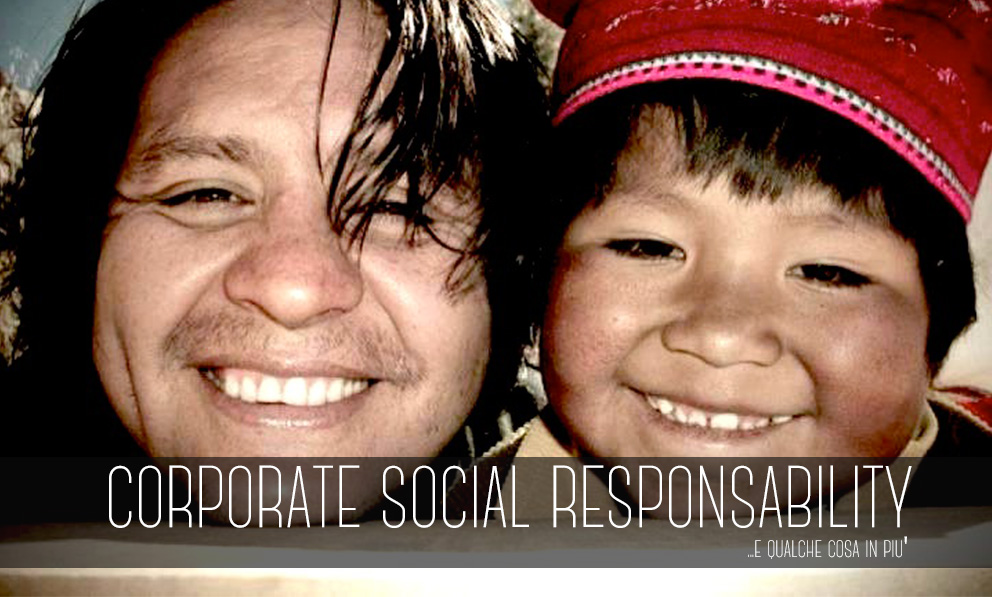 CORPORATE SOCIAL RESPONSABILITY
...E QUALCHE COSA IN PIU'